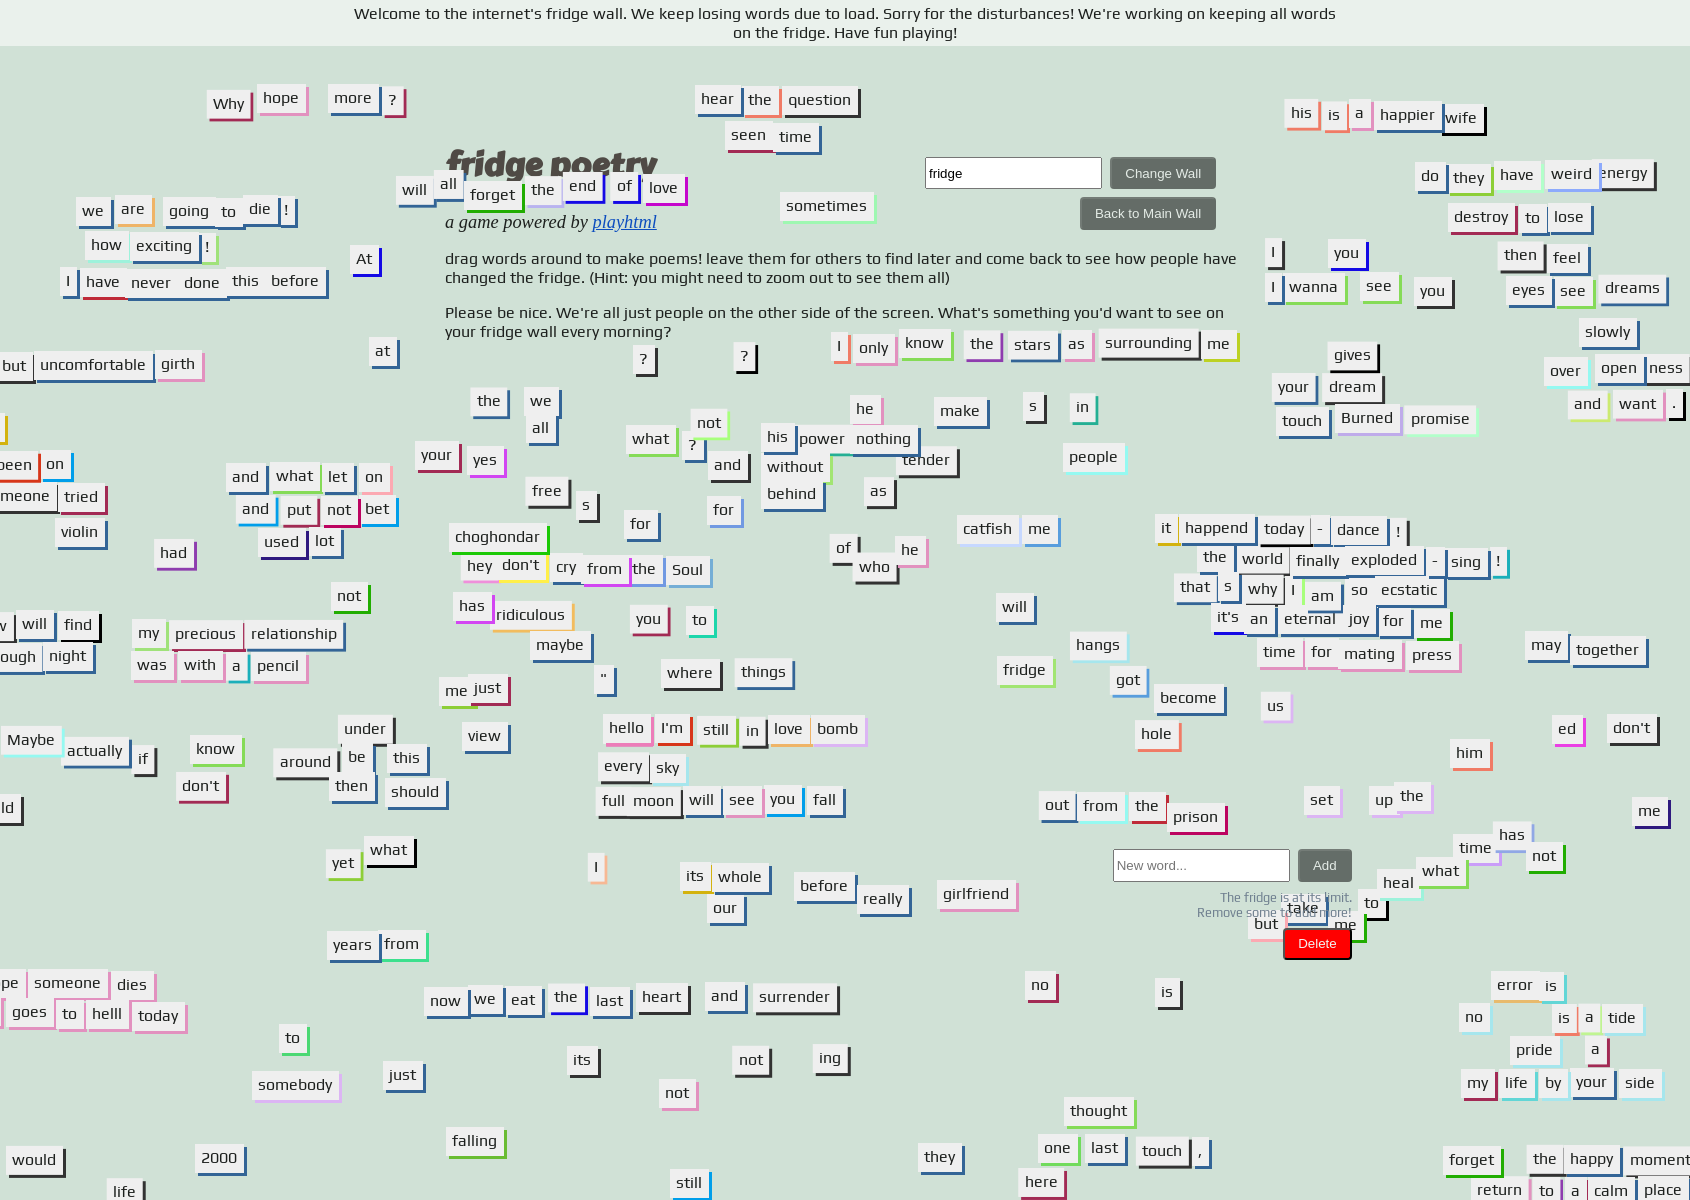 Welcome to the internet's fridge wall. We keep losing words due to load. Sorry for the disturbances! We're working on keeping all words
on the fridge. Have fun playing!
Why hope more ?
hear the question
seen time
his is a happier wife
fridge poetry
will all forget the end of love
a game powered by playhtml
fridge
Change Wall
Back to Main Wall
sometimes
do they have weird energy
destroy to lose
then feel
eyes see dreams
slowly
we are going to die !
how exciting !
I have never done this before
At
I you
I wanna see you
drag words around to make poems! leave them for others to find later and come back to see how people have
changed the fridge. (Hint: you might need to zoom out to see them all)
Please be nice. We're all just people on the other side of the screen. What's something you'd want to see on
your fridge wall every morning?
I only know the stars as surrounding me
? ?
at
but uncomfortable girth
gives
your dream
touch Burned promise
over open ness
and want .
the we
all
he make s in
not
what ?
his power nothing
and without tender
behind as
people
your yes
been on
meone tried
violin
and what let on
and put not bet
used lot
had
free s
for for
choghondar
hey don't cry from the Soul
catfish me
of he
who
it happend today - dance !
the world finally exploded - sing !
that s why I am so ecstatic
it's an eternal joy for me
time for mating press
not
has ridiculous
maybe
you to
will
hangs
fridge
got
become
us
hole
may together
will find
ough night
my precious relationship
was with a pencil
me just
"
where things
view
hello I'm still in love bomb
every sky
full moon will see you fall
Maybe actually if
know
don't
under
around be this
then should
ld
ed don't
him
out from the prison
set up the
me
has
time not
what
heal
to
yet what
I
its whole
our
before really
girlfriend
New word...
Add
The fridge is at its limit.
Remove some to add more!
take
but me
Delete
years from
pe someone dies
goes to helll today
now we eat the last heart and surrender
no is
error is
no is a tide
pride a
my life by your side
to
somebody
just
its not ing
not
thought
one last touch ,
here
falling
they
still
would
2000
life
forget the happy moment
return to a calm place